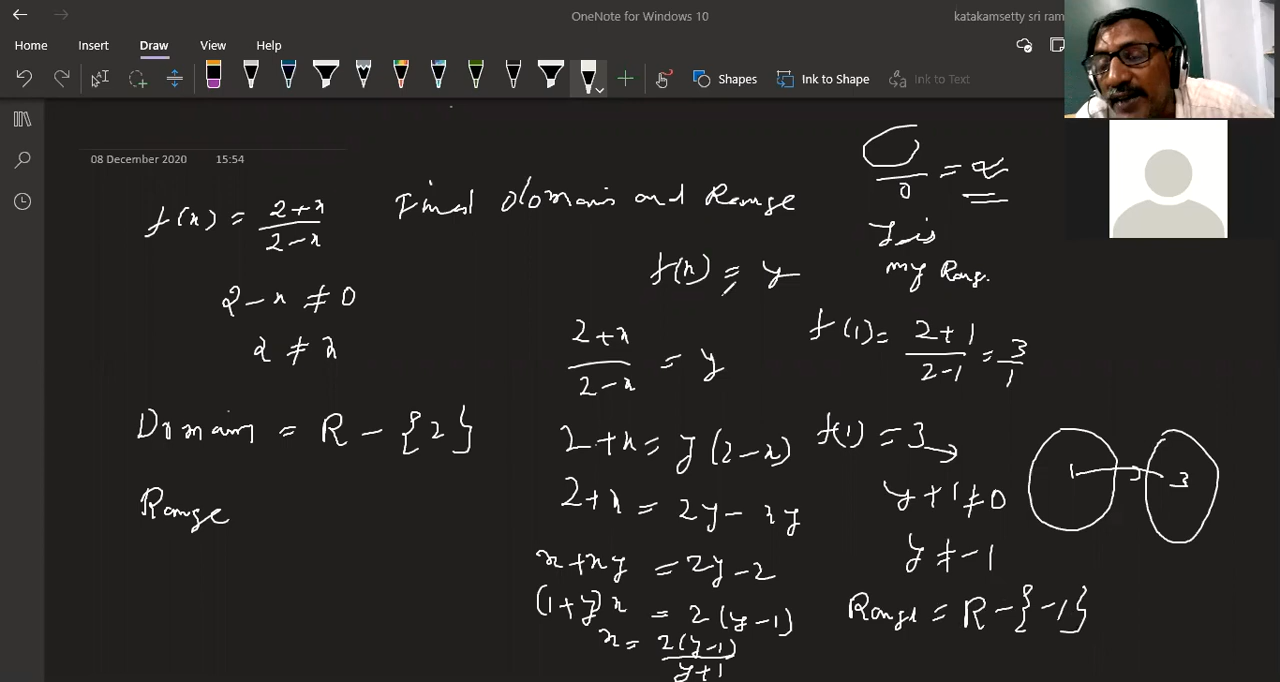 OneNote for Windows 10
katakamsetty sri ram
Home Insert Draw View Help
Shapes Ink to Shape Ink to Text
08 December 2020 15:54
f(x) = 2+x / 2-x
Find domain and Range
2-x ≠ 0
2 ≠ x
Domain = R - {2}
Range
f(x) = y
2+x / 2-x = y
2+x = y(2-x)
2+x = 2y-xy
x+xy = 2y-2
(1+y)x = 2(y-1)
x = 2(y-1) / y+1
/ 0 = ∝
y is
my Rang.
f(1) = 2+1 / 2-1 = 3 / 1
f(1) = 3
y+1 ≠ 0
y ≠ -1
Range = R - {-1}
1 3